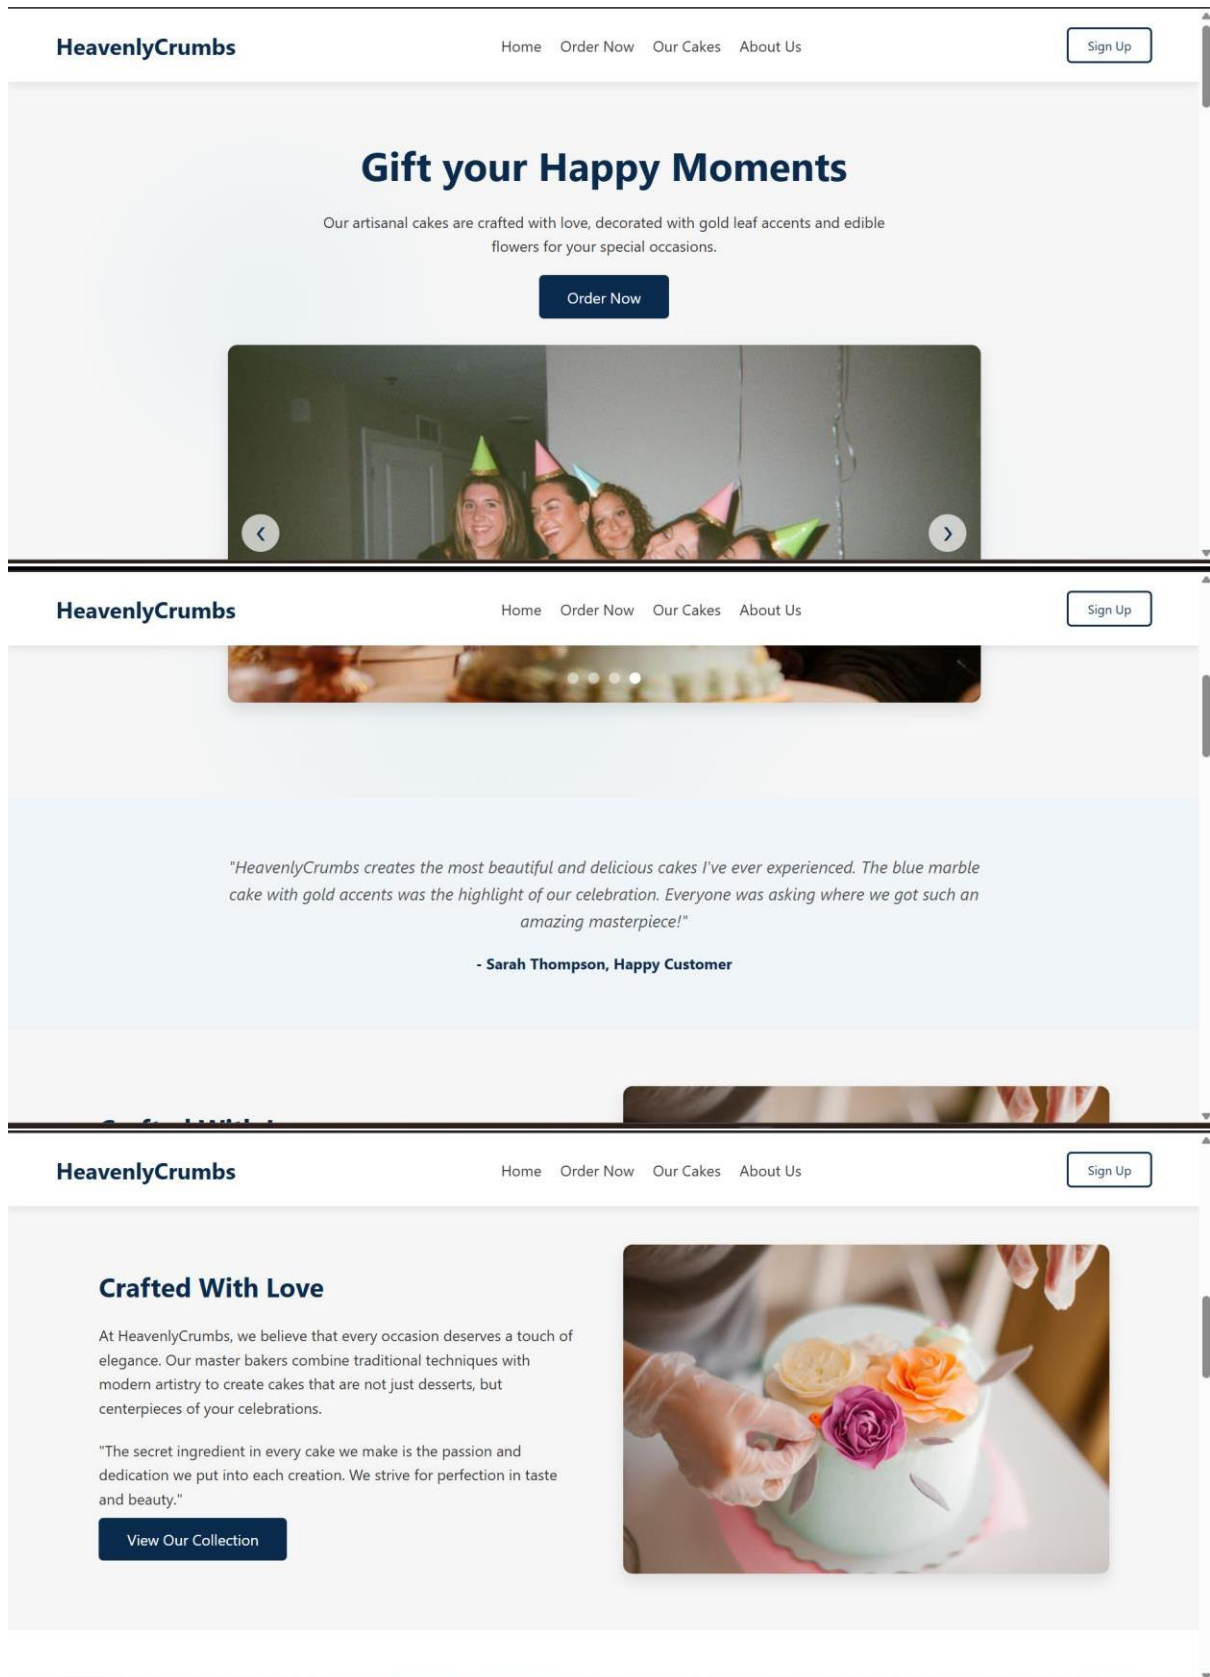 HeavenlyCrumbs
Home Order Now Our Cakes About Us
Sign Up
Gift your Happy Moments
Our artisanal cakes are crafted with love, decorated with gold leaf accents and edible
flowers for your special occasions.
Order Now
HeavenlyCrumbs
Home Order Now Our Cakes About Us
Sign Up
"HeavenlyCrumbs creates the most beautiful and delicious cakes I've ever experienced. The blue marble
cake with gold accents was the highlight of our celebration. Everyone was asking where we got such an
amazing masterpiece!"
- Sarah Thompson, Happy Customer
Crafted With L
HeavenlyCrumbs
Home Order Now Our Cakes About Us
Sign Up
Crafted With Love
At HeavenlyCrumbs, we believe that every occasion deserves a touch of
elegance. Our master bakers combine traditional techniques with
modern artistry to create cakes that are not just desserts, but
centerpieces of your celebrations.
"The secret ingredient in every cake we make is the passion and
dedication we put into each creation. We strive for perfection in taste
and beauty."
View Our Collection